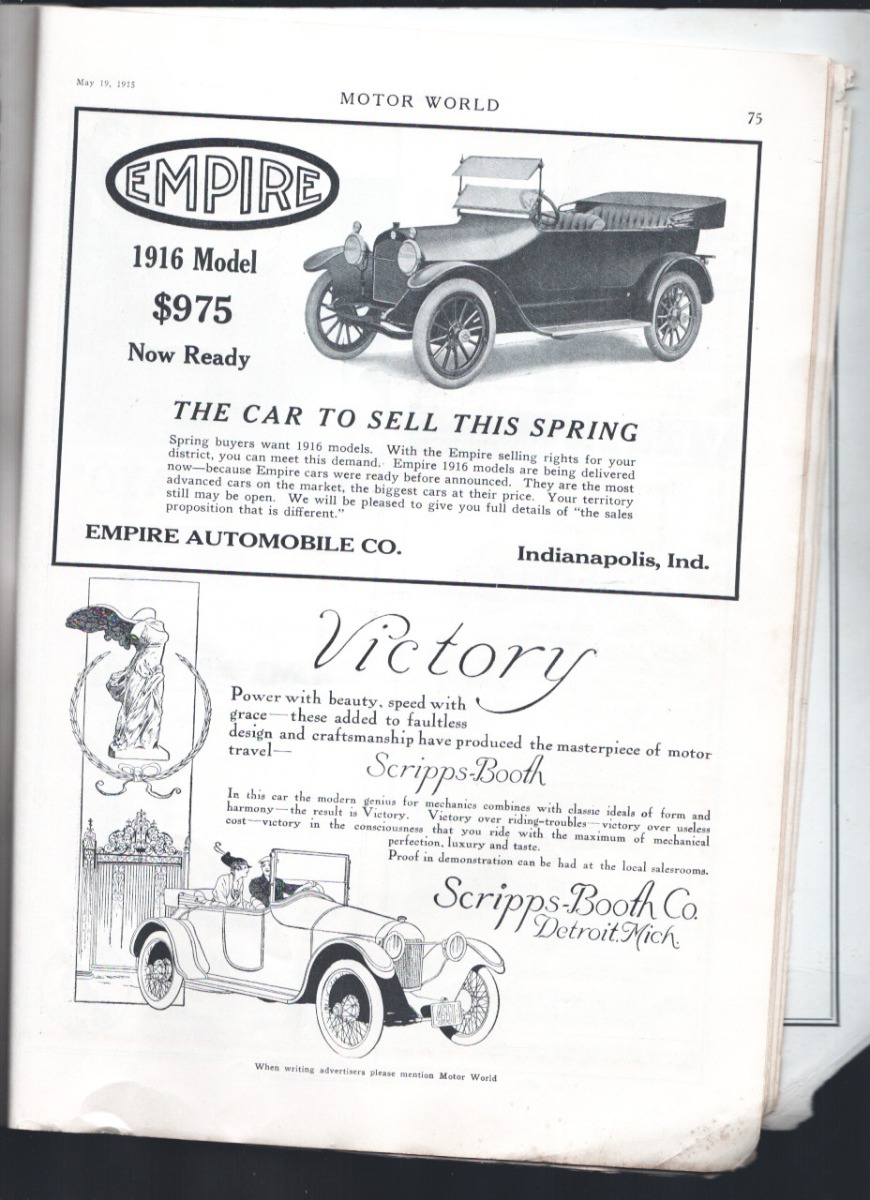 May 19, 1915
MOTOR WORLD
75
EMPIRE
1916 Model
$975
Now Ready
THE CAR TO SELL THIS SPRING
Spring buyers want 1916 models. With the Empire selling rights for your
district, you can meet this demand. Empire 1916 models are being delivered
now—because Empire cars were ready before announced. They are the most
advanced cars on the market, the biggest cars at their price. Your territory
still may be open. We will be pleased to give you full details of "the sales
proposition that is different."
EMPIRE AUTOMOBILE CO.
Indianapolis, Ind.
Victory
Power with beauty, speed with
grace—these added to faultless
design and craftsmanship have produced the masterpiece of motor
travel—
Scripps-Booth
In this car the modern genius for mechanics combines with classic ideals of form and
harmony—the result is Victory. Victory over riding-troubles—victory over useless
cost—victory in the consciousness that you ride with the maximum of mechanical
perfection, luxury and taste.
Proof in demonstration can be had at the local salesrooms.
Scripps-Booth Co.
Detroit, Mich.
When writing advertisers please mention Motor World